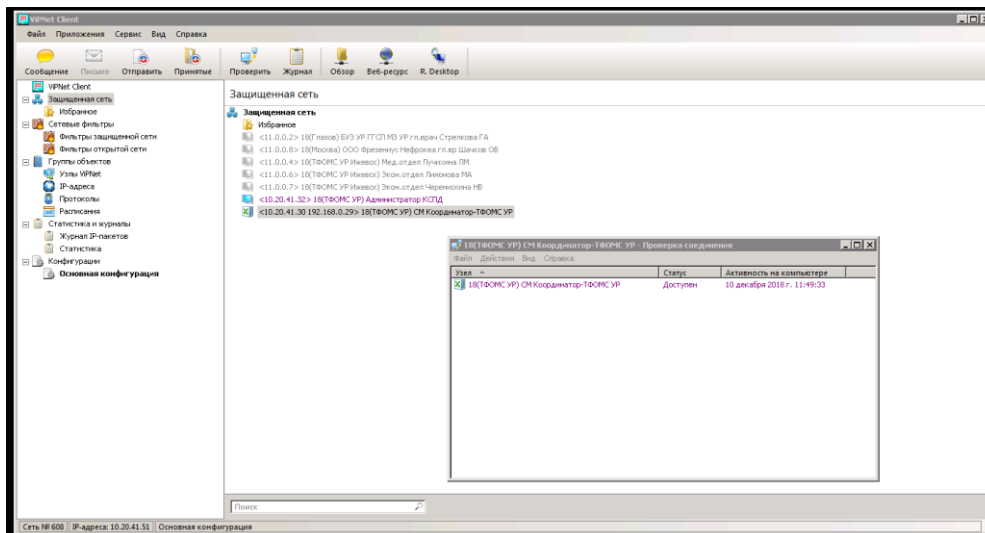 ViPNet Client
Файл Приложения Сервис Вид Справка
Сообщение Письмо Отправить Принятые Проверить Журнал Обзор Веб-ресурс R. Desktop
ViPNet Client
Защищенная сеть
Избранное
Сетевые фильтры
Фильтры защищенной сети
Фильтры открытой сети
Группы объектов
Узлы ViPNet
IP-адреса
Протоколы
Расписания
Статистика и журналы
Журнал IP-пакетов
Статистика
Конфигурации
Основная конфигурация
Защищенная сеть
Защищенная сеть
Избранное
<11.0.0.2> 18(Глазов) БУЗ УР ГГСП МЗ УР гл.врач Стрелкова ГА
<11.0.0.8> 18(Москва) ООО Фрезениус Нефрокеа гл.вр Шачков ОВ
<11.0.0.4> 18(ТФОМС УР Ижевск) Мед.отдел Пучкина ЛМ
<11.0.0.6> 18(ТФОМС УР Ижевск) Экон.отдел Лимонова МА
<11.0.0.7> 18(ТФОМС УР Ижевск) Экон.отдел Черемискина НВ
<10.20.41.32> 18(ТФОМС УР) Администратор КСПД
<10.20.41.30 192.168.0.29> 18(ТФОМС УР) СМ Координатор-ТФОМС УР
18(ТФОМС УР) СМ Координатор-ТФОМС УР - Проверка соединения
Файл Действия Вид Справка
Узел Статус Активность на компьютере
18(ТФОМС УР) СМ Координатор-ТФОМС УР Доступен 10 декабря 2018 г. 11:49:33
Поиск
Сеть № 608 IP-адреса: 10.20.41.51 Основная конфигурация